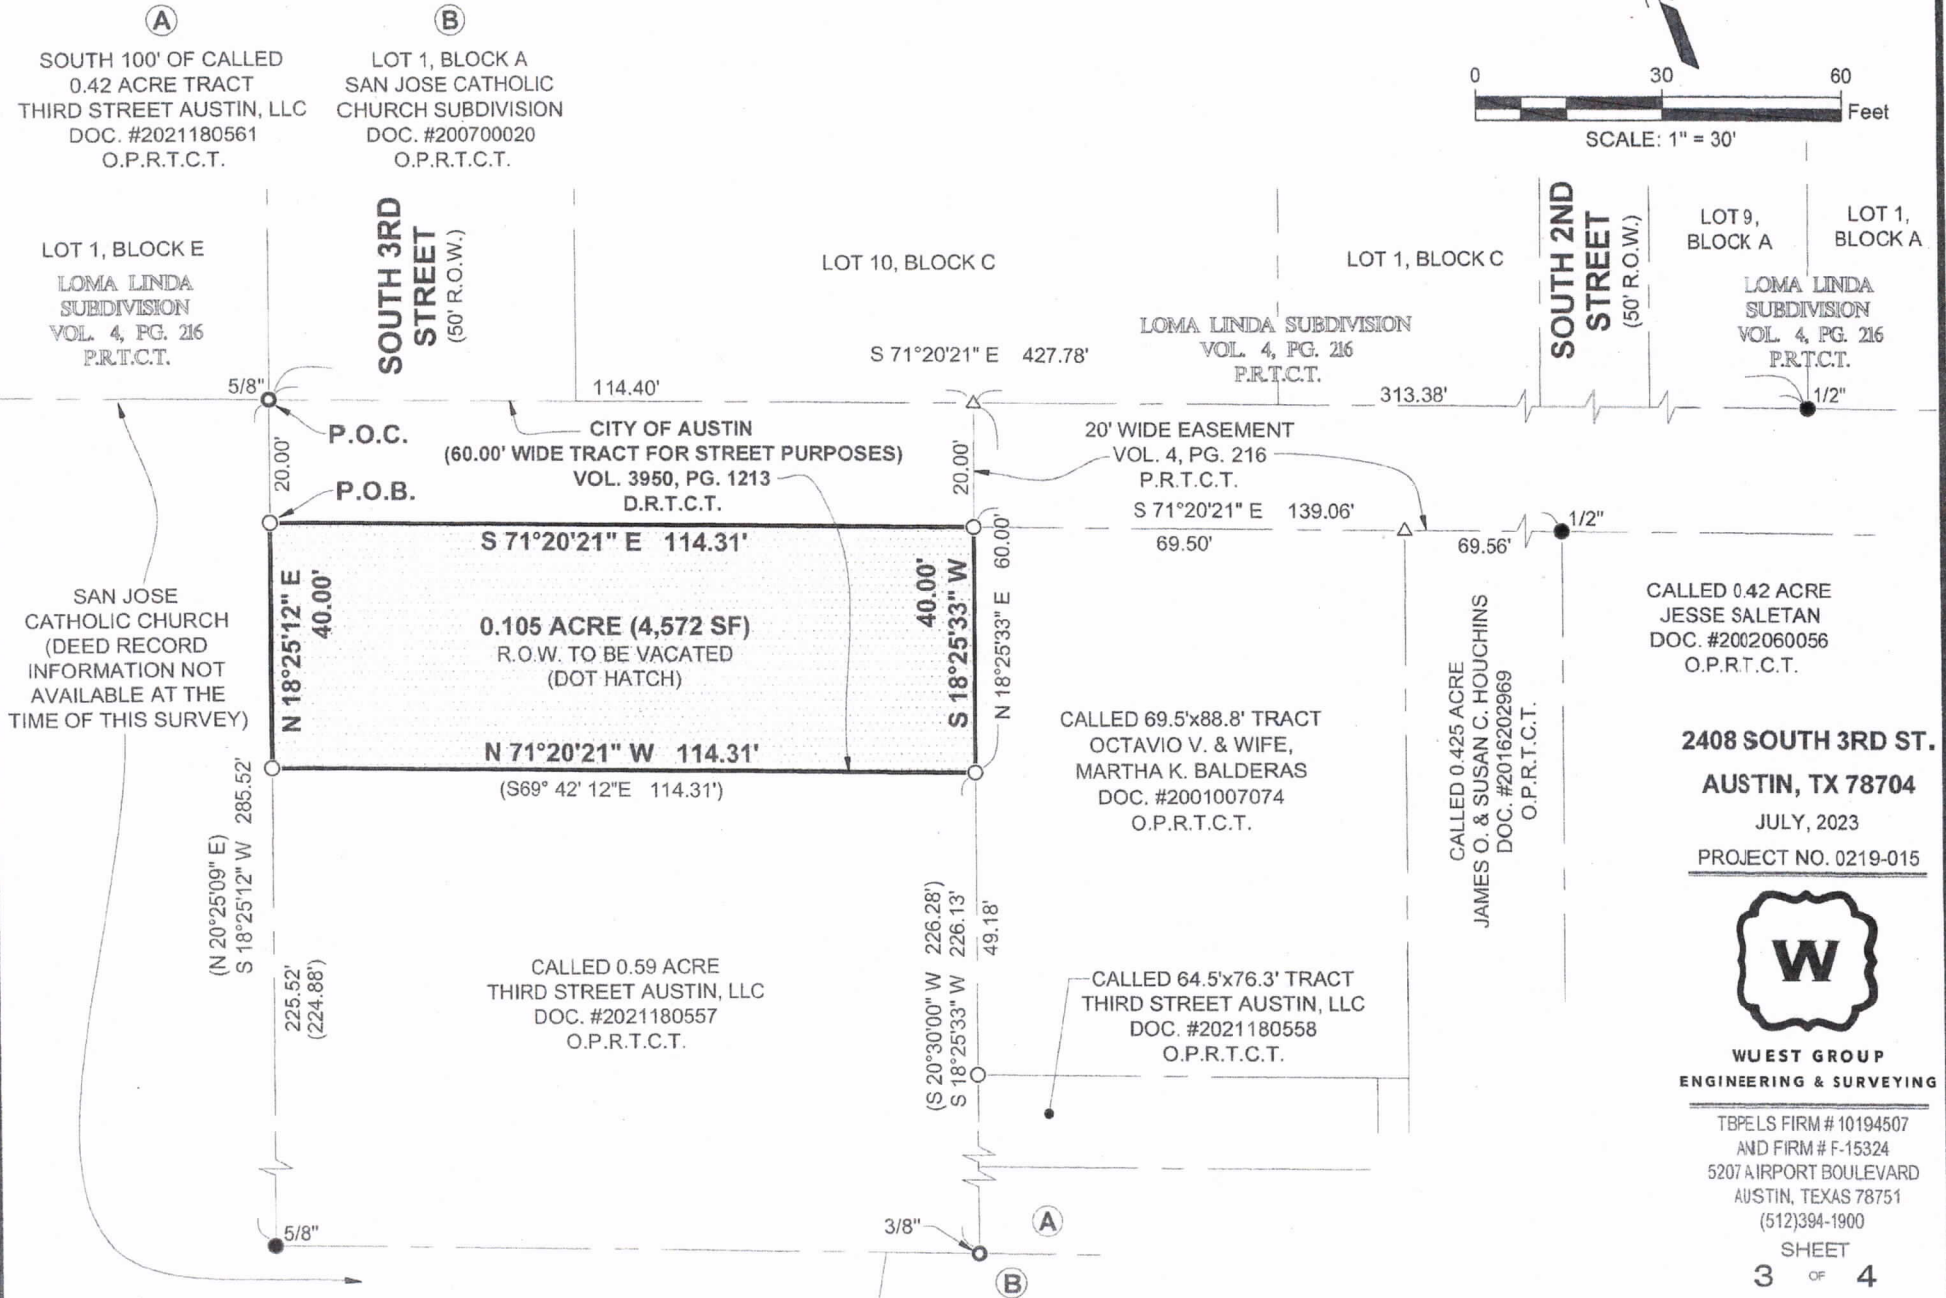 A
SOUTH 100' OF CALLED
0.42 ACRE TRACT
THIRD STREET AUSTIN, LLC
DOC. #2021180561
O.P.R.T.C.T.
B
LOT 1, BLOCK A
SAN JOSE CATHOLIC
CHURCH SUBDIVISION
DOC. #200700020
O.P.R.T.C.T.
0 30 60
Feet
SCALE: 1" = 30'
LOT 1, BLOCK E
LOMA LINDA
SUBDIVISION
VOL. 4, PG. 216
P.R.T.C.T.
SOUTH 3RD
STREET
(50' R.O.W.)
LOT 10, BLOCK C
LOT 1, BLOCK C
LOMA LINDA SUBDIVISION
VOL. 4, PG. 216
P.R.T.C.T.
SOUTH 2ND
STREET
(50' R.O.W.)
LOT 9,
BLOCK A
LOT 1,
BLOCK A
LOMA LINDA
SUBDIVISION
VOL. 4, PG. 216
P.R.T.C.T.
S 71°20'21" E 427.78'
5/8"
114.40'
313.38'
1/2"
P.O.C.
20.00'
P.O.B.
CITY OF AUSTIN
(60.00' WIDE TRACT FOR STREET PURPOSES)
VOL. 3950, PG. 1213
D.R.T.C.T.
20.00'
20' WIDE EASEMENT
VOL. 4, PG. 216
P.R.T.C.T.
S 71°20'21" E 139.06'
69.50'
69.56'
1/2"
S 71°20'21" E 114.31'
N 18°25'12" E
40.00'
0.105 ACRE (4,572 SF)
R.O.W. TO BE VACATED
(DOT HATCH)
40.00'
S 18°25'33" W
N 18°25'33" E 60.00'
N 71°20'21" W 114.31'
(S69° 42' 12"E 114.31')
SAN JOSE
CATHOLIC CHURCH
(DEED RECORD
INFORMATION NOT
AVAILABLE AT THE
TIME OF THIS SURVEY)
CALLED 69.5'x88.8' TRACT
OCTAVIO V. & WIFE,
MARTHA K. BALDERAS
DOC. #2001007074
O.P.R.T.C.T.
CALLED 0.425 ACRE
JAMES O. & SUSAN C. HOUCHINS
DOC. #2016202969
O.P.R.T.C.T.
CALLED 0.42 ACRE
JESSE SALETAN
DOC. #2002060056
O.P.R.T.C.T.
(N 20°25'09" E)
S 18°25'12" W 285.52'
225.52'
(224.88')
CALLED 0.59 ACRE
THIRD STREET AUSTIN, LLC
DOC. #2021180557
O.P.R.T.C.T.
(S 20°30'00" W 226.28')
S 18°25'33" W 226.13'
49.18'
CALLED 64.5'x76.3' TRACT
THIRD STREET AUSTIN, LLC
DOC. #2021180558
O.P.R.T.C.T.
5/8"
3/8"
A
B
2408 SOUTH 3RD ST.
AUSTIN, TX 78704
JULY, 2023
PROJECT NO. 0219-015
W
WUEST GROUP
ENGINEERING & SURVEYING
TBPELS FIRM # 10194507
AND FIRM # F-15324
5207 AIRPORT BOULEVARD
AUSTIN, TEXAS 78751
(512)394-1900
SHEET
3 OF 4